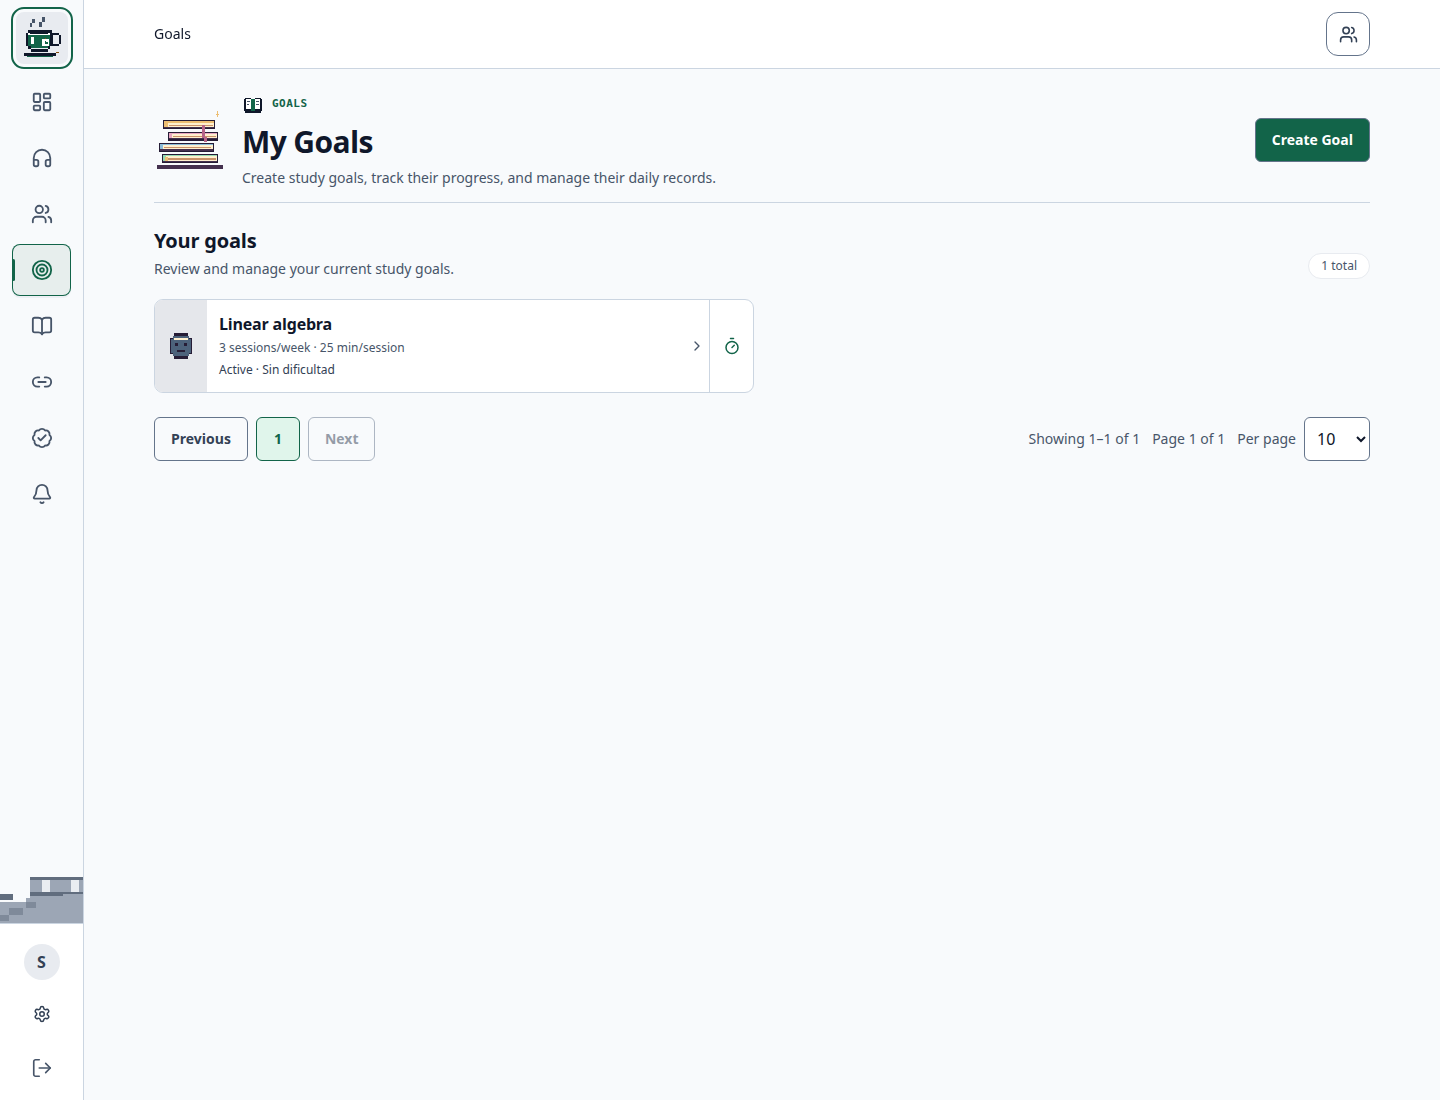 Goals
GOALS
My Goals
Create study goals, track their progress, and manage their daily records.
Create Goal
Your goals
Review and manage your current study goals.
1 total
Linear algebra
3 sessions/week · 25 min/session
Active · Sin dificultad
Previous
1
Next
Showing 1–1 of 1
Page 1 of 1
Per page
10
S